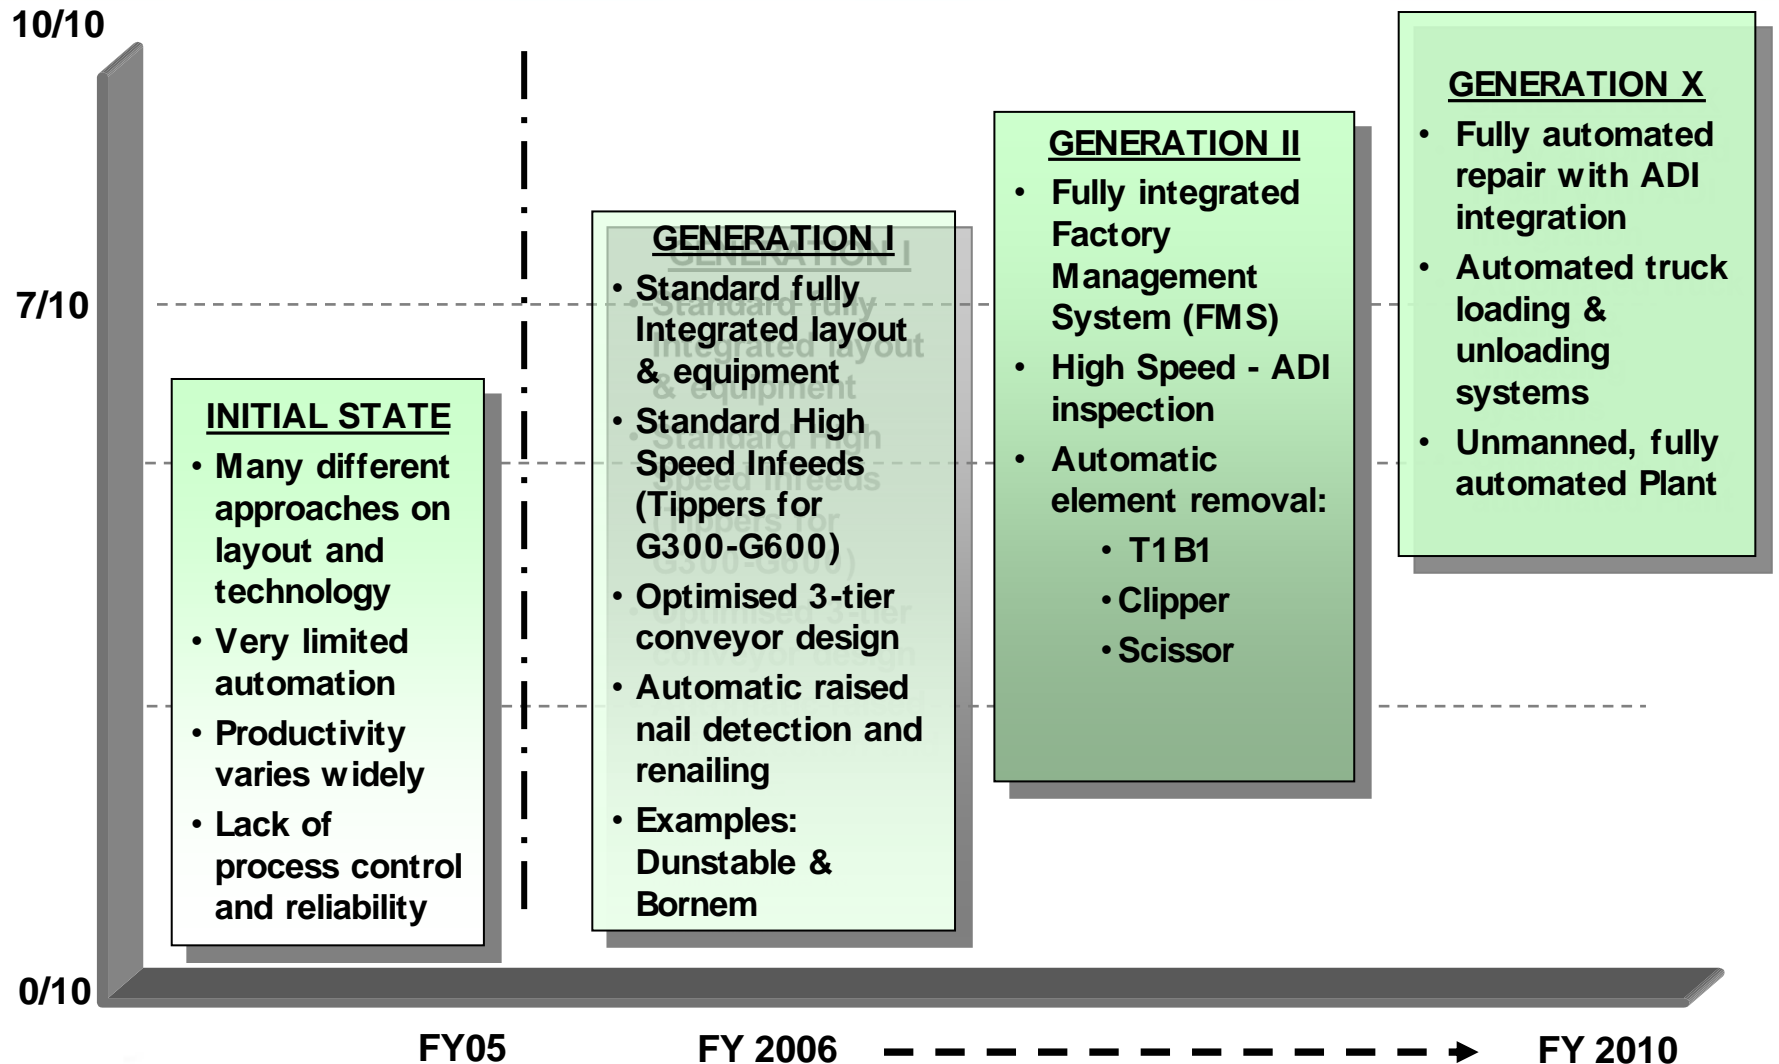 10/10
7/10
0/10
INITIAL STATE
• Many different
approaches on
layout and
technology
• Very limited
automation
• Productivity
varies widely
• Lack of
process control
and reliability
GENERATION I
• Standard fully
Integrated layout
& equipment
• Standard High
Speed Infeeds
(Tippers for
G300-G600)
• Optimised 3-tier
conveyor design
• Automatic raised
nail detection and
renailing
• Examples:
Dunstable &
Bornem
GENERATION II
• Fully integrated
Factory
Management
System (FMS)
• High Speed - ADI
inspection
• Automatic
element removal:
• T1B1
• Clipper
• Scissor
GENERATION X
• Fully automated
repair with ADI
integration
• Automated truck
loading &
unloading
systems
• Unmanned, fully
automated Plant
FY05
FY 2006
FY 2010